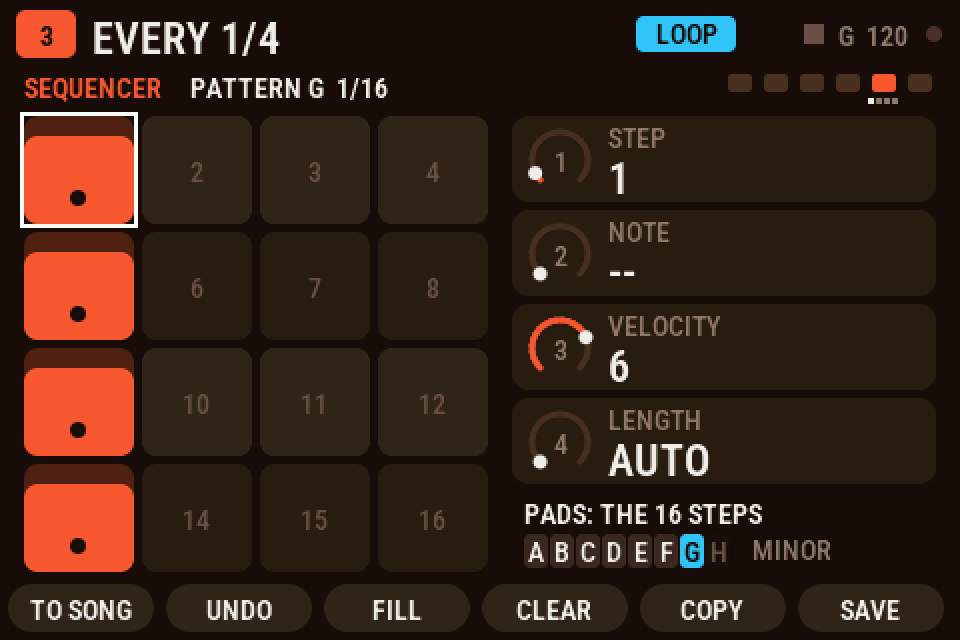 3 EVERY 1/4 LOOP G 120
SEQUENCER PATTERN G 1/16
2 3 4
6 7 8
10 11 12
14 15 16
1 STEP
1
2 NOTE
--
3 VELOCITY
6
4 LENGTH
AUTO
PADS: THE 16 STEPS
A B C D E F G H MINOR
TO SONG UNDO FILL CLEAR COPY SAVE